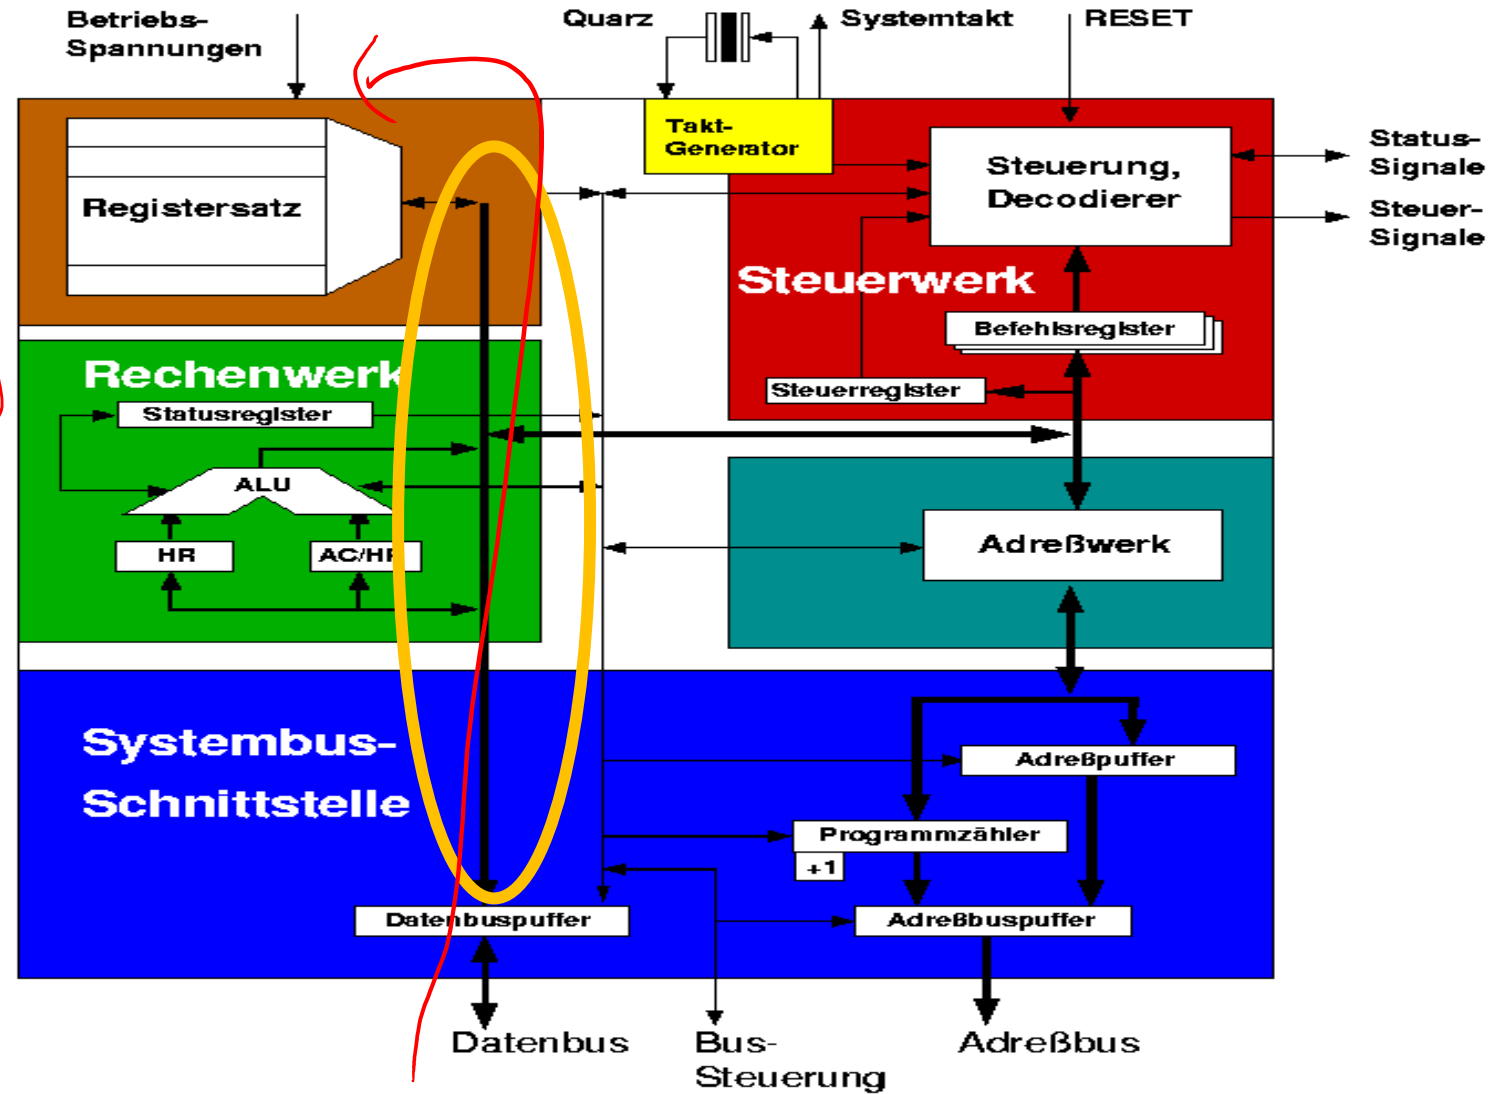 Betriebs-
Spannungen
Quarz
Systemtakt
RESET
Takt-
Generator
Steuerung,
Decodierer
Status-
Signale
Steuer-
Signale
Registersatz
Steuerwerk
Befehlsregister
Steuerregister
Rechenwerk
Statusregister
ALU
HR
AC/HR
Adreßwerk
Systembus-
Schnittstelle
Adreßpuffer
Programmzähler
+1
Datenbuspuffer
Adreßbuspuffer
Datenbus
Bus-
Steuerung
Adreßbus